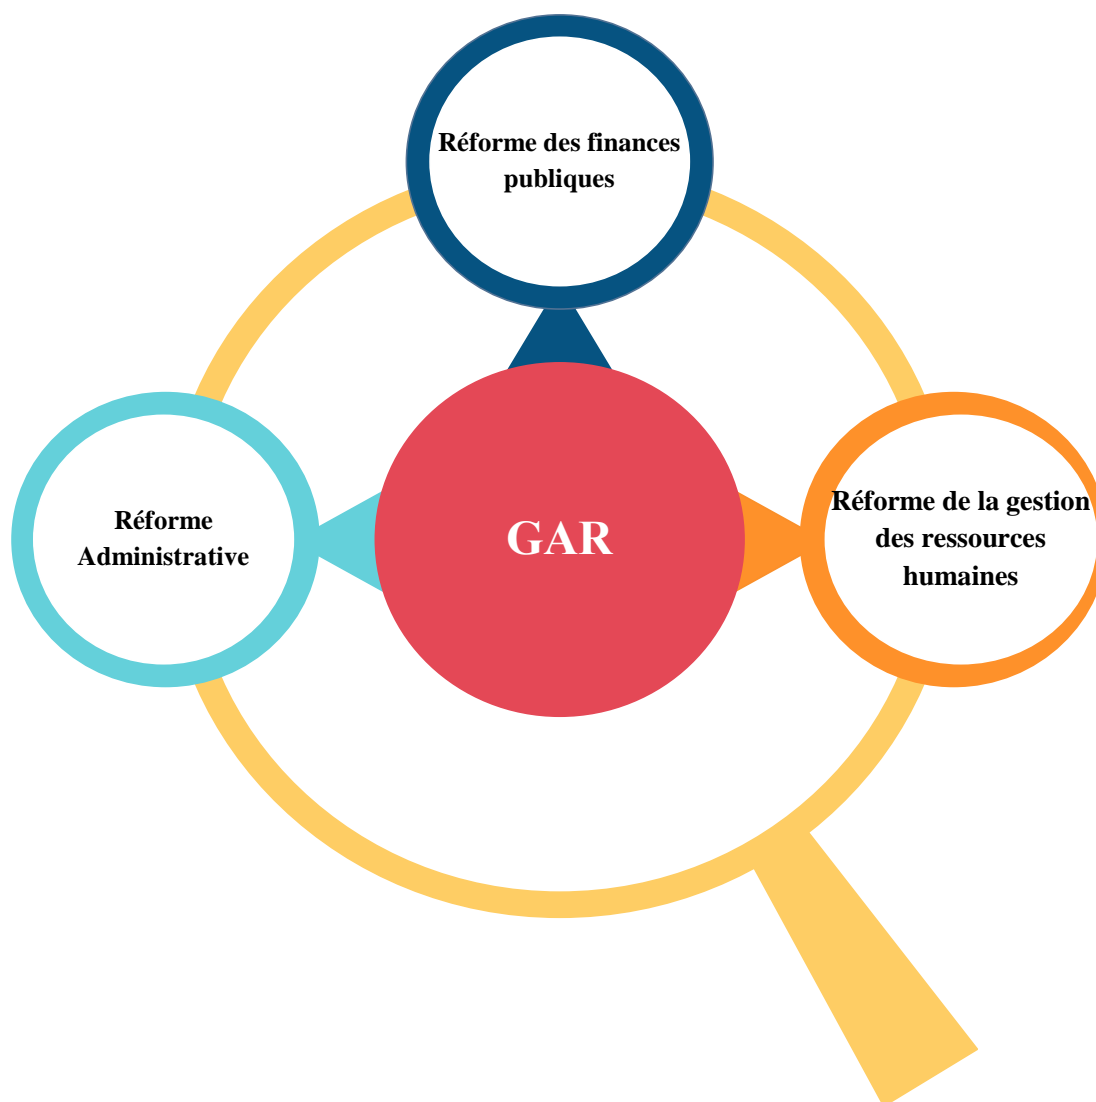 Réforme des finances
publiques
Réforme
Administrative
GAR
Réforme de la gestion
des ressources
humaines